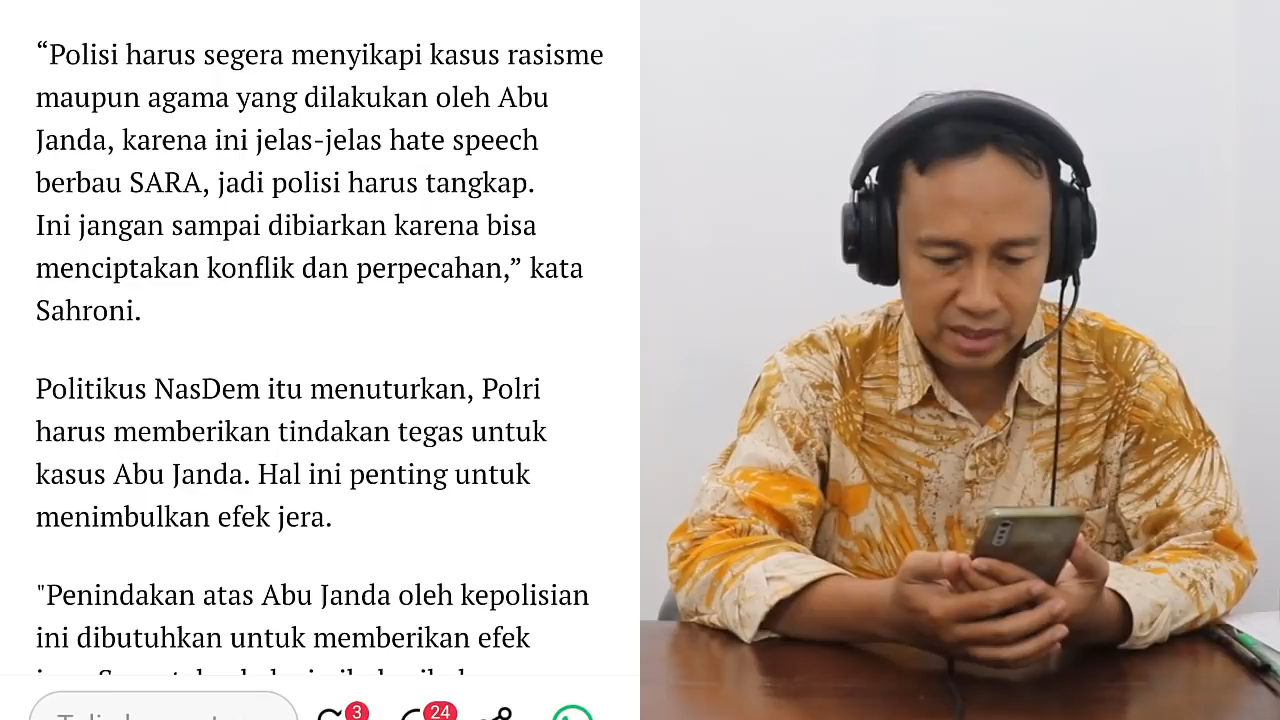 “Polisi harus segera menyikapi kasus rasisme
maupun agama yang dilakukan oleh Abu
Janda, karena ini jelas-jelas hate speech
berbau SARA, jadi polisi harus tangkap.
Ini jangan sampai dibiarkan karena bisa
menciptakan konflik dan perpecahan,” kata
Sahroni.
Politikus NasDem itu menuturkan, Polri
harus memberikan tindakan tegas untuk
kasus Abu Janda. Hal ini penting untuk
menimbulkan efek jera.
"Penindakan atas Abu Janda oleh kepolisian
ini dibutuhkan untuk memberikan efek
3
24